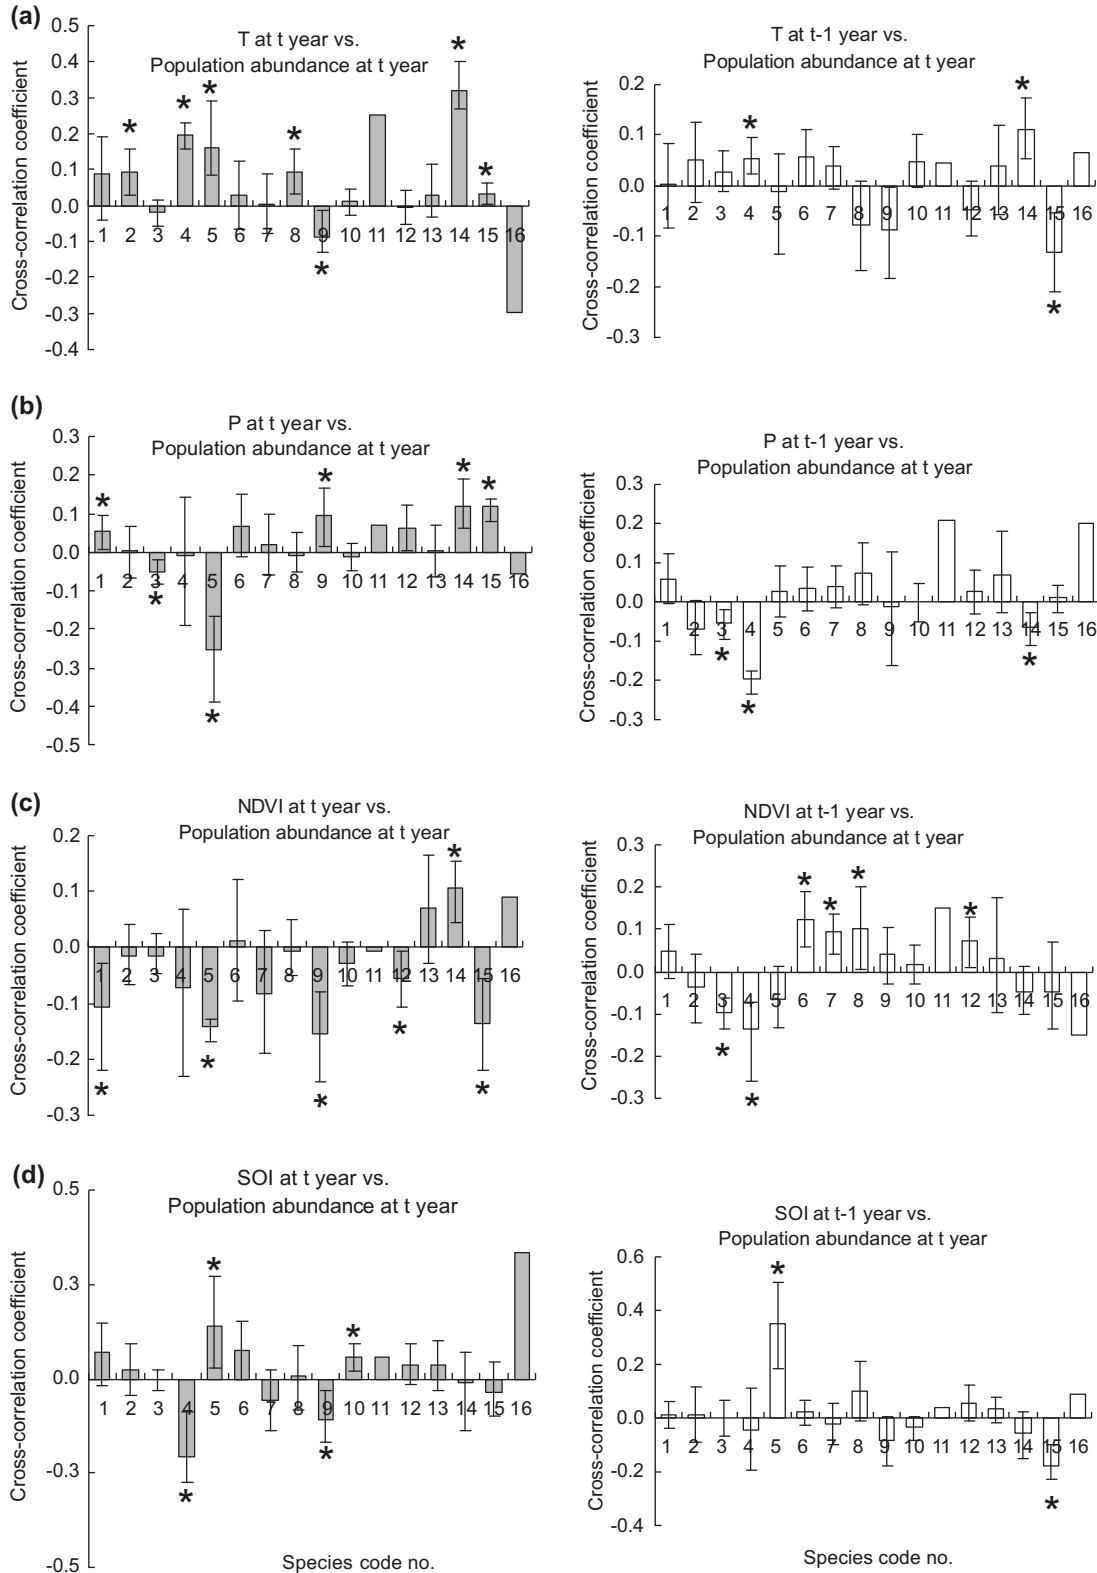 (a)
T at t year vs.
Population abundance at t year
Cross-correlation coefficient
0.5
0.4
0.3
0.2
0.1
0.0
-0.1
-0.2
-0.3
-0.4
* * * * * * * *
1 2 3 4 5 6 7 8 9 10 11 12 13 14 15 16
T at t-1 year vs.
Population abundance at t year
Cross-correlation coefficient
0.2
0.1
0.0
-0.1
-0.2
-0.3
* * *
1 2 3 4 5 6 7 8 9 10 11 12 13 14 15 16
(b)
P at t year vs.
Population abundance at t year
Cross-correlation coefficient
0.3
0.2
0.1
0.0
-0.1
-0.2
-0.3
-0.4
-0.5
* * * * * *
1 2 3 4 5 6 7 8 9 10 11 12 13 14 15 16
P at t-1 year vs.
Population abundance at t year
Cross-correlation coefficient
0.3
0.2
0.1
0.0
-0.1
-0.2
-0.3
* * *
1 2 3 4 5 6 7 8 9 10 11 12 13 14 15 16
(c)
NDVI at t year vs.
Population abundance at t year
Cross-correlation coefficient
0.2
0.1
0.0
-0.1
-0.2
-0.3
* * * * * *
1 2 3 4 5 6 7 8 9 10 11 12 13 14 15 16
NDVI at t-1 year vs.
Population abundance at t year
Cross-correlation coefficient
0.3
0.2
0.1
0.0
-0.1
-0.2
-0.3
* * * * * *
1 2 3 4 5 6 7 8 9 10 11 12 13 14 15 16
(d)
SOI at t year vs.
Population abundance at t year
Cross-correlation coefficient
0.5
0.3
0.0
-0.3
-0.5
* * * *
1 2 3 4 5 6 7 8 9 10 11 12 13 14 15 16
Species code no.
SOI at t-1 year vs.
Population abundance at t year
Cross-correlation coefficient
0.6
0.4
0.2
0.0
-0.2
-0.4
* *
1 2 3 4 5 6 7 8 9 10 11 12 13 14 15 16
Species code no.